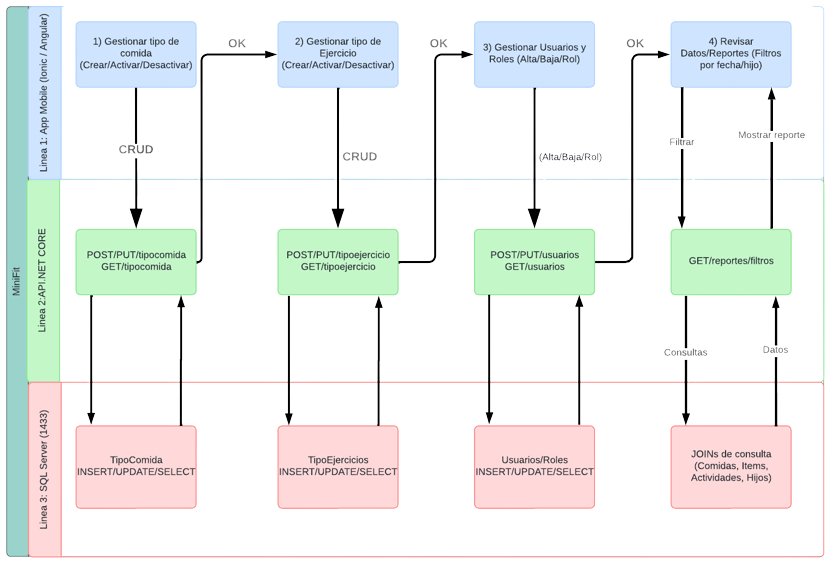 MiniFit
Linea 1: App Mobile (Ionic / Angular)
1) Gestionar tipo de
comida
(Crear/Activar/Desactivar)
OK
2) Gestionar tipo de
Ejercicio
(Crear/Activar/Desactivar)
OK
3) Gestionar Usuarios y
Roles (Alta/Baja/Rol)
OK
4) Revisar
Datos/Reportes (Filtros
por fecha/hijo)
CRUD
CRUD
(Alta/Baja/Rol)
Filtrar
Mostrar reporte
Linea 2:API.NET CORE
POST/PUT/tipocomida
GET/tipocomida
POST/PUT/tipoejercicio
GET/tipoejercicio
POST/PUT/usuarios
GET/usuarios
GET/reportes/filtros
Consultas
Datos
Linea 3: SQL Server (1433)
TipoComida
INSERT/UPDATE/SELECT
TipoEjercicios
INSERT/UPDATE/SELECT
Usuarios/Roles
INSERT/UPDATE/SELECT
JOINs de consulta
(Comidas, Items,
Actividades, Hijos)